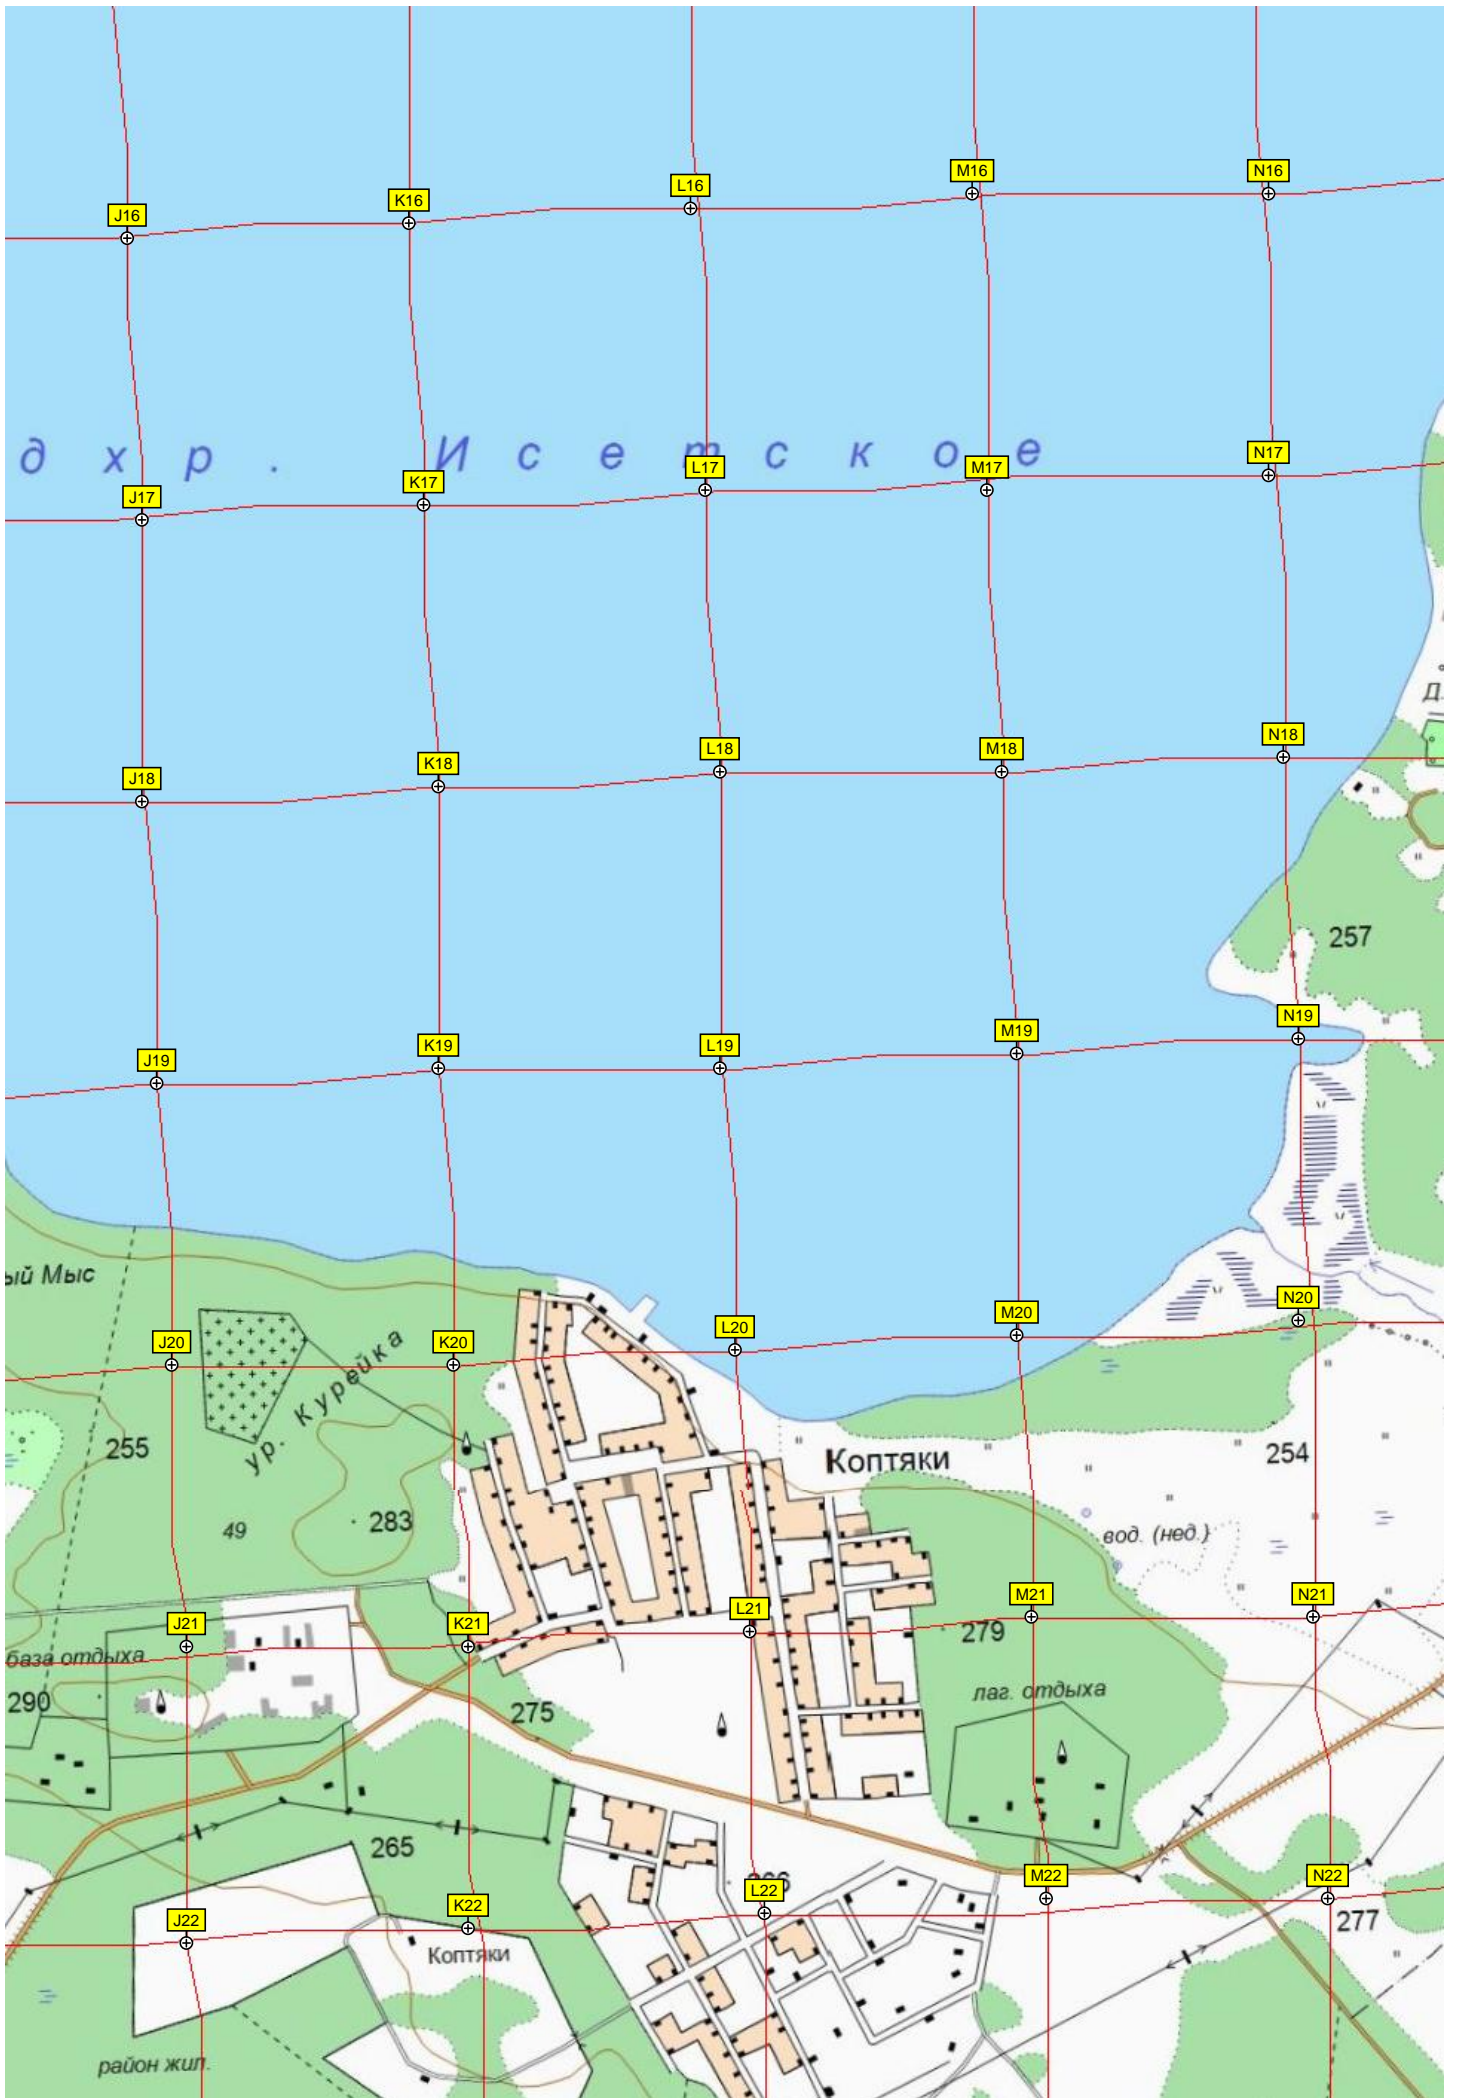 M16 N16
L16
K16
J16
дхр. Исетское
N17
L17 M17
K17
J17
Д.
N18
L18 M18
K18
J18
257
N19
M19
L19
K19
J19
ый Мыс
N20
M20
L20
K20
J20
ур. Курейка
255
Коптяки
254
283
49
вод. (нед.)
M21 N21
L21
K21
J21
279
база отдыха
лаг. отдыха
290
275
265
266
M22 N22
L22
K22
J22
277
Коптяки
район жил.